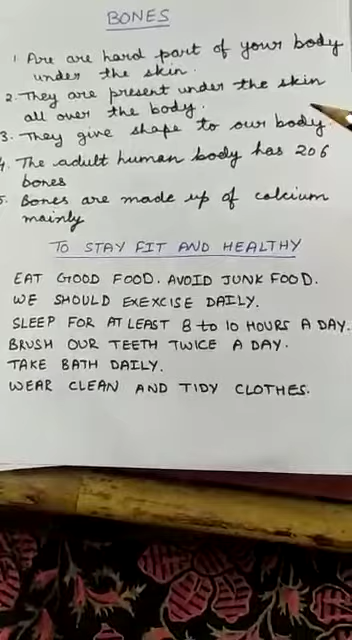 BONES
1. Are are hard part of your body
under the skin.
2. They are present under the skin
all over the body.
3. They give shape to our body.
4. The adult human body has 206
bones
5. Bones are made up of calcium
mainly
TO STAY FIT AND HEALTHY
EAT GOOD FOOD. AVOID JUNK FOOD.
WE SHOULD EXEXCISE DAILY.
SLEEP FOR AT LEAST 8 to 10 HOURS A DAY.
BRUSH OUR TEETH TWICE A DAY.
TAKE BATH DAILY.
WEAR CLEAN AND TIDY CLOTHES.